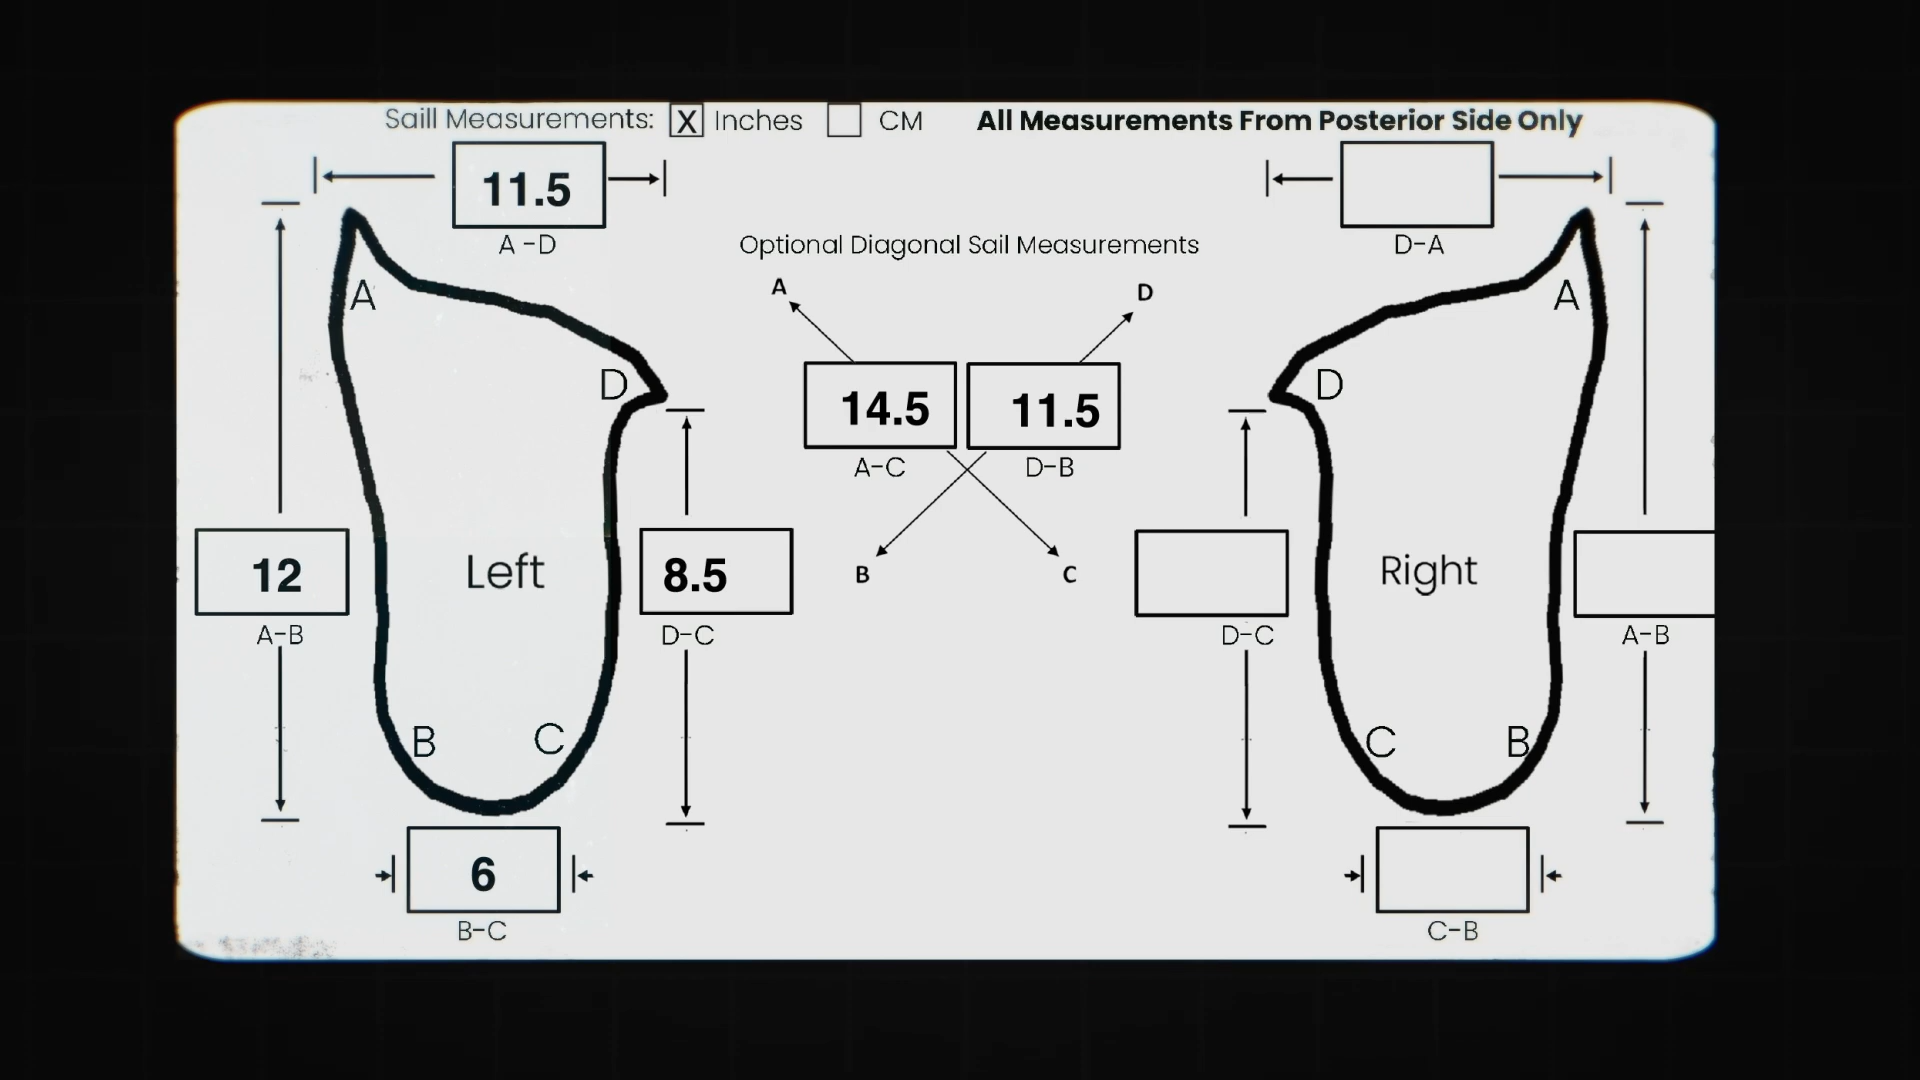 Saill Measurements: X Inches CM All Measurements From Posterior Side Only
11.5
A -D
D-A
Optional Diagonal Sail Measurements
A
D
A
A
D
D
14.5
11.5
A-C
D-B
12
Left
8.5
B
C
Right
A-B
D-C
D-C
A-B
B
C
C
B
6
B-C
C-B